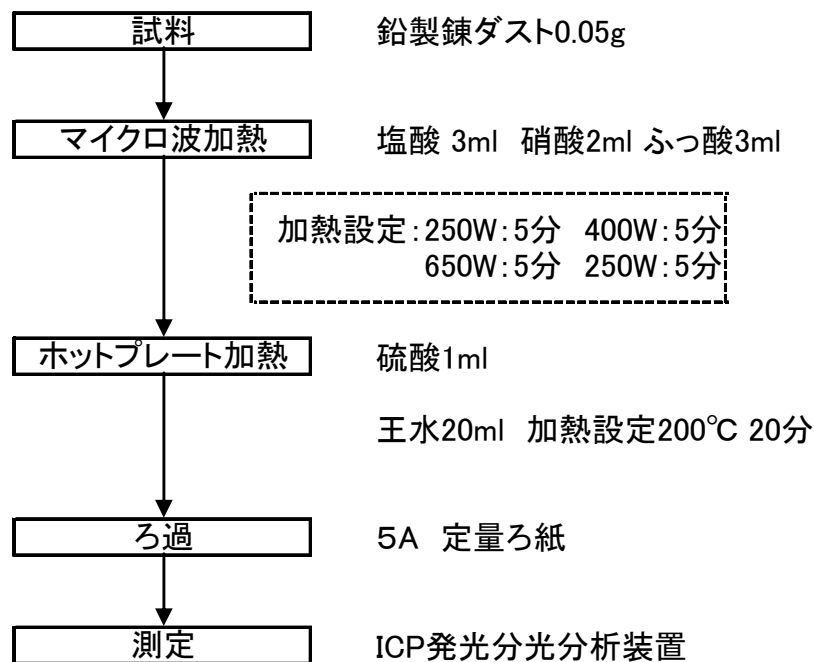 試料 鉛製錬ダスト0.05g
マイクロ波加熱 塩酸 3ml 硝酸2ml ふっ酸3ml
加熱設定:250W:5分 400W:5分
650W:5分 250W:5分
ホットプレート加熱 硫酸1ml
王水20ml 加熱設定200℃ 20分
ろ過 5A 定量ろ紙
測定 ICP発光分光分析装置